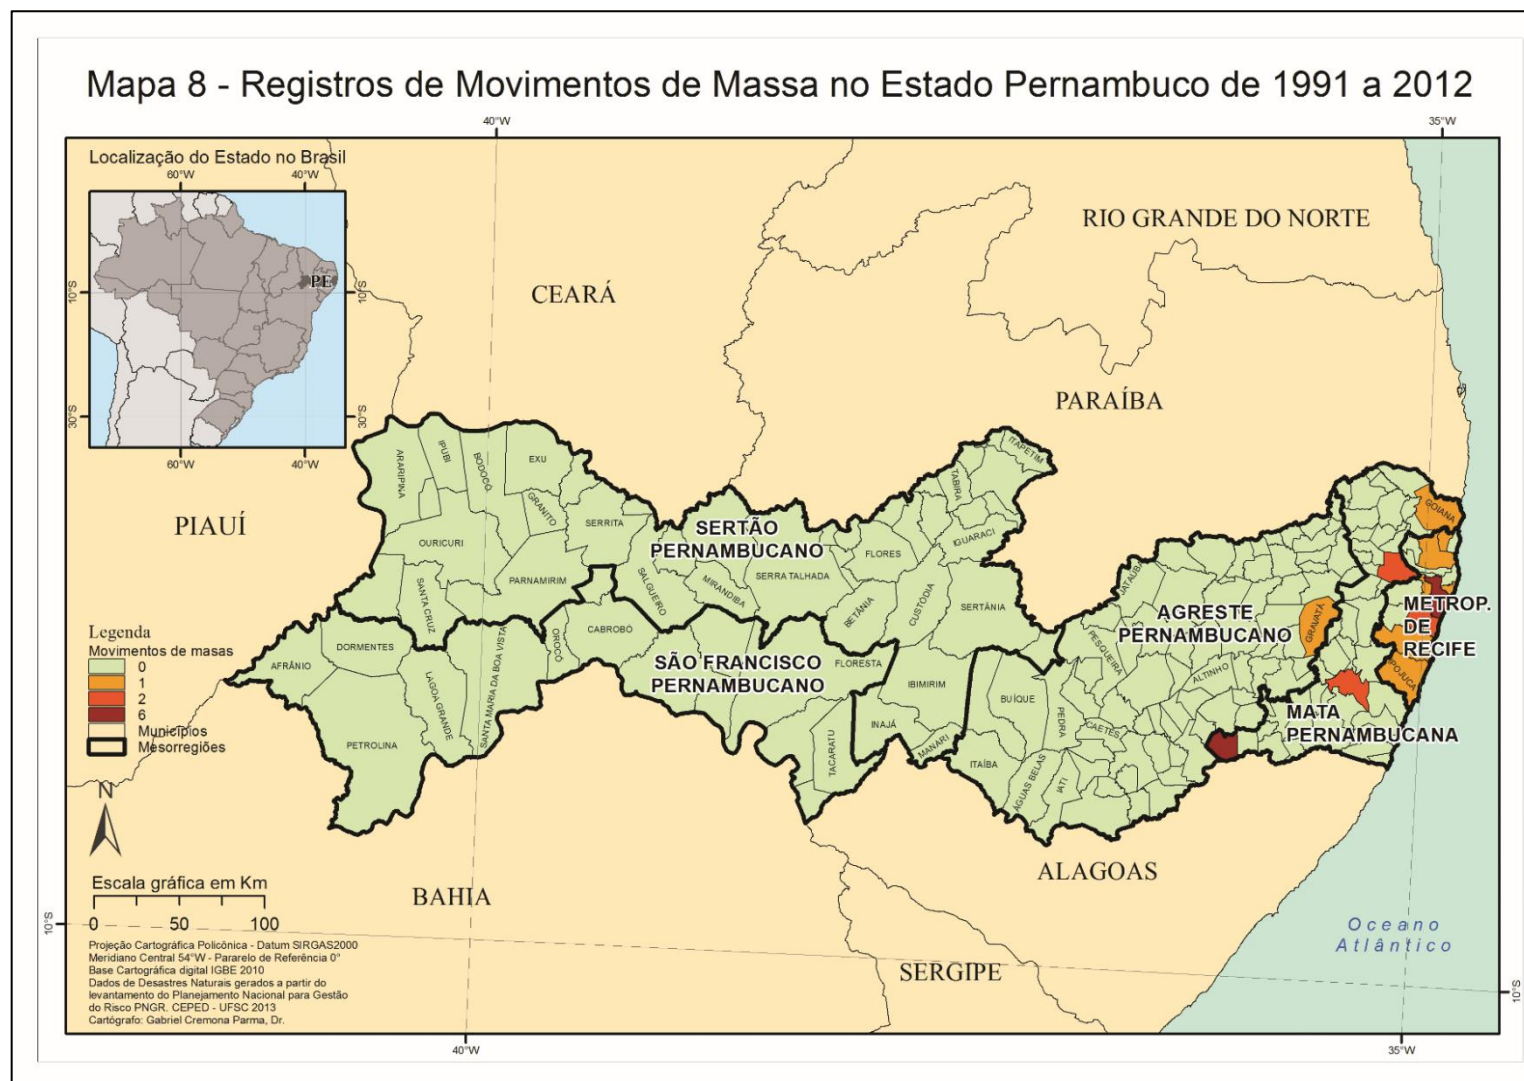 Mapa 8 - Registros de Movimentos de Massa no Estado Pernambuco de 1991 a 2012
40°W
35°W
Localização do Estado no Brasil
60°W
40°W
10°S
10°S
30°S
30°S
PE
60°W
40°W
RIO GRANDE DO NORTE
CEARÁ
PARAÍBA
PIAUÍ
ARARIPINA
IPUBI
BODOCÓ
EXU
GRANITO
SERRITA
OURICURI
SANTA CRUZ
PARNAMIRIM
SALGUEIRO
MIRANDIBA
SERTÃO
PERNAMBUCANO
SERRA TALHADA
FLORES
TABIRA
ITAPETIM
IGUARACI
BETÂNIA
CUSTÓDIA
SERTÂNIA
JATAÚBA
GOIANA
AGRESTE
PERNAMBUCANO
GRAVATÁ
METROP.
DE
RECIFE
IPOJUCA
PESQUEIRA
ALTINHO
AFRÂNIO
DORMENTES
LAGOA GRANDE
SANTA MARIA DA BOA VISTA
OROCÓ
CABROBÓ
SÃO FRANCISCO
PERNAMBUCANO
FLORESTA
IBIMIRIM
BUÍQUE
PEDRA
CAETÉS
MATA
PERNAMBUCANA
PETROLINA
TACARATU
INAJÁ
MANARI
ITAÍBA
ÁGUAS BELAS
IATI
Legenda
Movimentos de masas
0
1
2
6
Municípios
Mesorregiões
N
Escala gráfica em Km
0 50 100
BAHIA
ALAGOAS
SERGIPE
Oceano
Atlântico
10°S
10°S
Projeção Cartográfica Policônica - Datum SIRGAS2000
Meridiano Central 54°W - Pararelo de Referência 0°
Base Cartográfica digital IGBE 2010
Dados de Desastres Naturais gerados a partir do
levantamento do Planejamento Nacional para Gestão
do Risco PNGR. CEPED - UFSC 2013
Cartógrafo: Gabriel Cremona Parma, Dr.
40°W
35°W